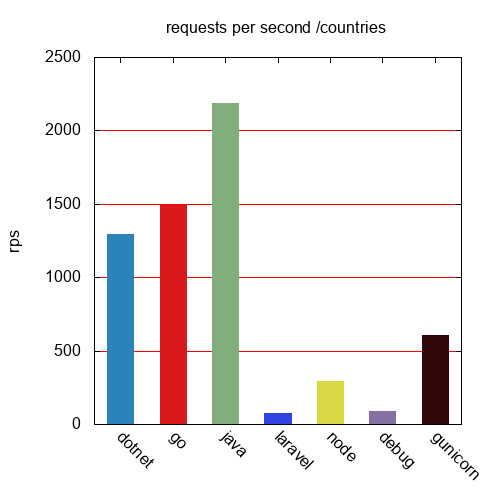 requests per second /countries
2500
2000
1500
1000
500
0
rps
dotnet
go
java
laravel
node
debug
gunicorn